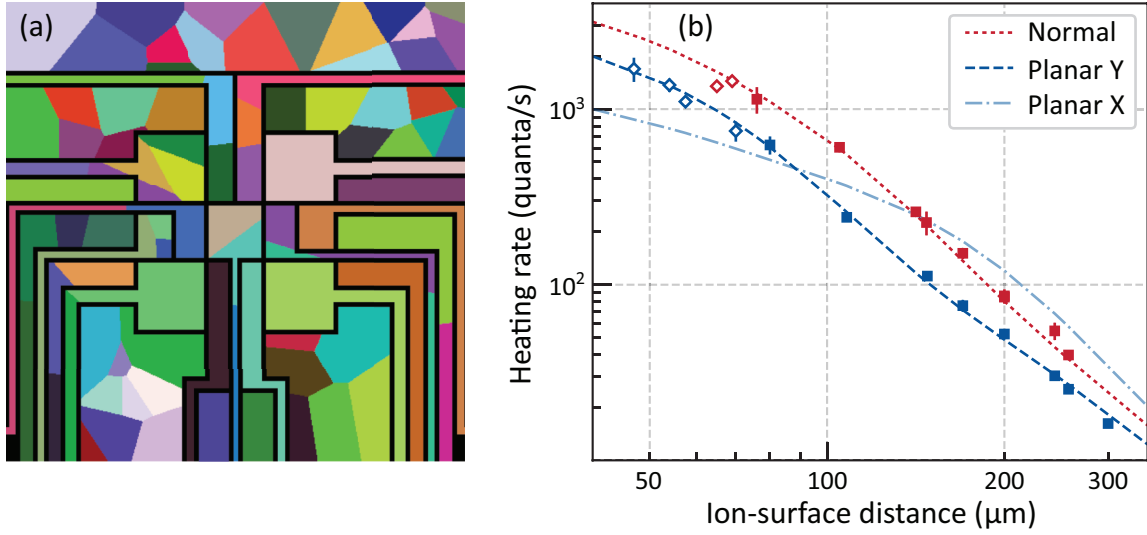 (a)
(b)
Normal
Planar Y
Planar X
Heating rate (quanta/s)
10³
10²
50
100
200
300
Ion-surface distance (μm)